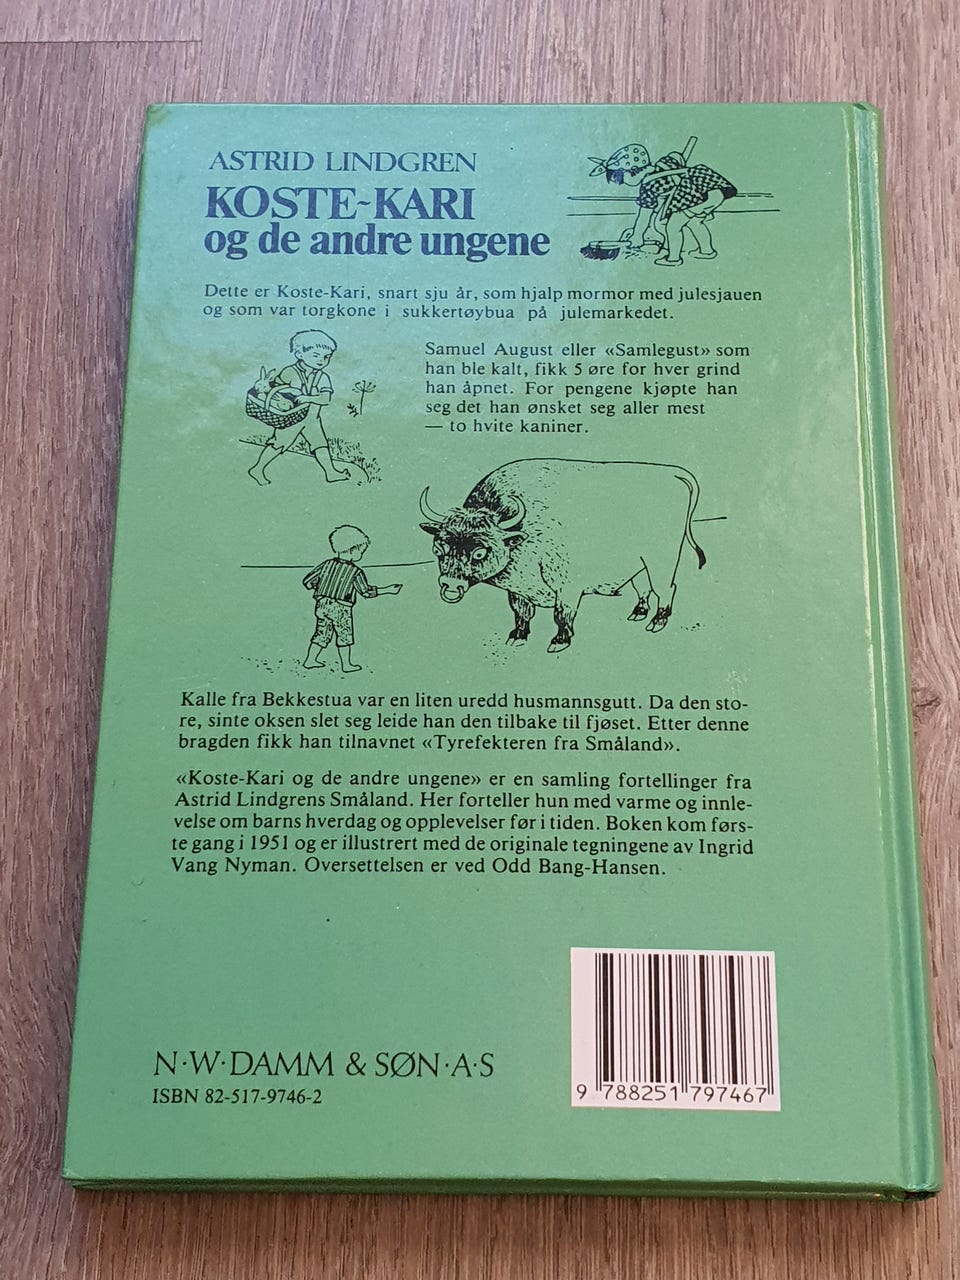 ASTRID LINDGREN
KOSTE-KARI
og de andre ungene
Dette er Koste-Kari, snart sju år, som hjalp mormor med julesjauen
og som var torgkone i sukkertøybua på julemarkedet.
Samuel August eller «Samlegust» som
han ble kalt, fikk 5 øre for hver grind
han åpnet. For pengene kjøpte han
seg det han ønsket seg aller mest
— to hvite kaniner.
Kalle fra Bekkestua var en liten uredd husmannsgutt. Da den sto-
re, sinte oksen slet seg leide han den tilbake til fjøset. Etter denne
bragden fikk han tilnavnet «Tyrefekteren fra Småland».
«Koste-Kari og de andre ungene» er en samling fortellinger fra
Astrid Lindgrens Småland. Her forteller hun med varme og innle-
velse om barns hverdag og opplevelser før i tiden. Boken kom førs-
te gang i 1951 og er illustrert med de originale tegningene av Ingrid
Vang Nyman. Oversettelsen er ved Odd Bang-Hansen.
N·W·DAMM & SØN·A·S
ISBN 82-517-9746-2
9 788251 797467